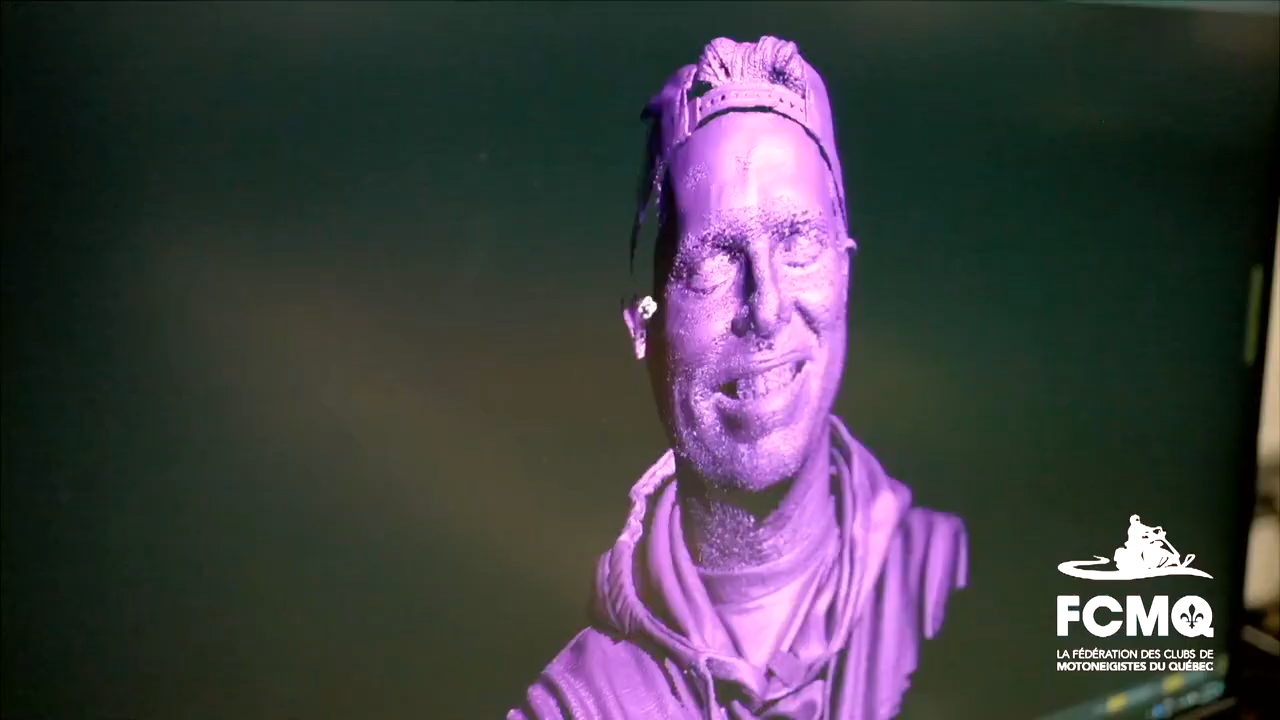 FCMQ
LA FÉDÉRATION DES CLUBS DE
MOTONEIGISTES DU QUÉBEC